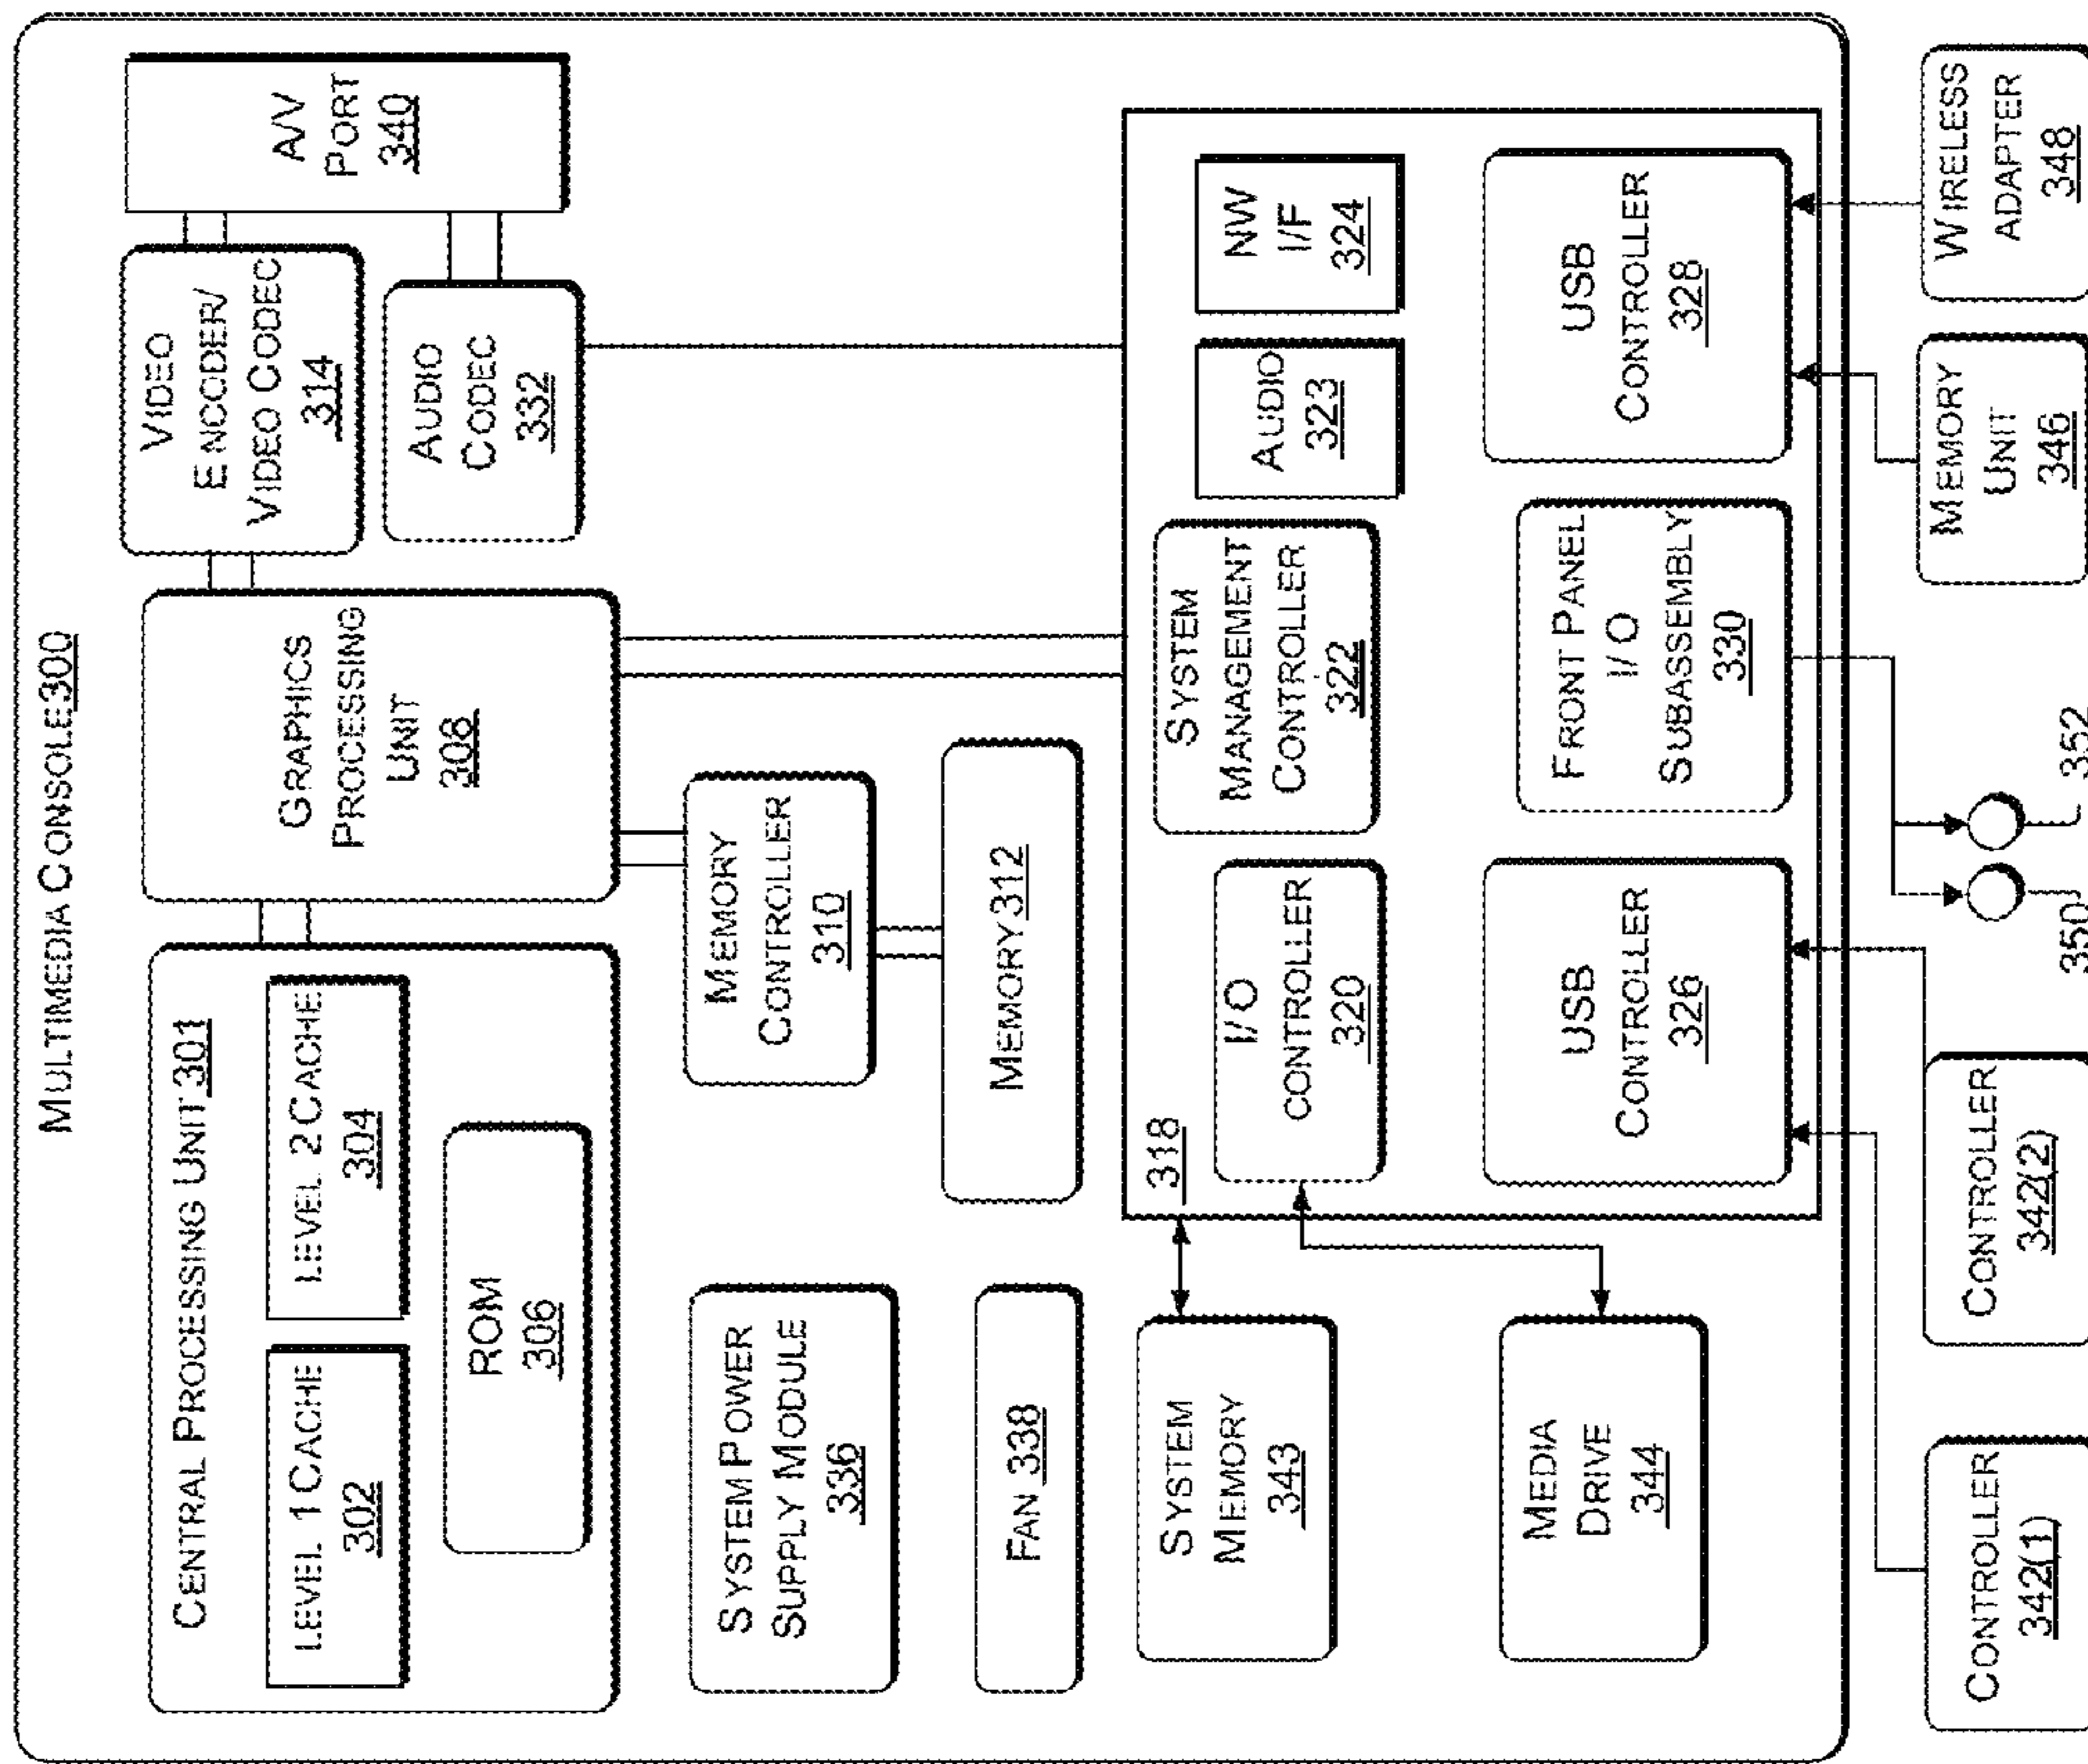 MULTIMEDIA CONSOLE 300
CENTRAL PROCESSING UNIT 301
LEVEL 1 CACHE
302
LEVEL 2 CACHE
304
ROM
306
GRAPHICS
PROCESSING
UNIT
308
VIDEO
ENCODER/
VIDEO CODEC
314
AUDIO
CODEC
332
A/V
PORT
340
SYSTEM POWER
SUPPLY MODULE
336
FAN 338
MEMORY
CONTROLLER
310
MEMORY 312
318
SYSTEM
MEMORY
343
MEDIA
DRIVE
344
I/O
CONTROLLER
320
SYSTEM
MANAGEMENT
CONTROLLER
322
AUDIO
323
NW
I/F
324
USB
CONTROLLER
326
FRONT PANEL
I/O
SUBASSEMBLY
330
USB
CONTROLLER
328
CONTROLLER
342(1)
CONTROLLER
342(2)
350
352
MEMORY
UNIT
346
WIRELESS
ADAPTER
348